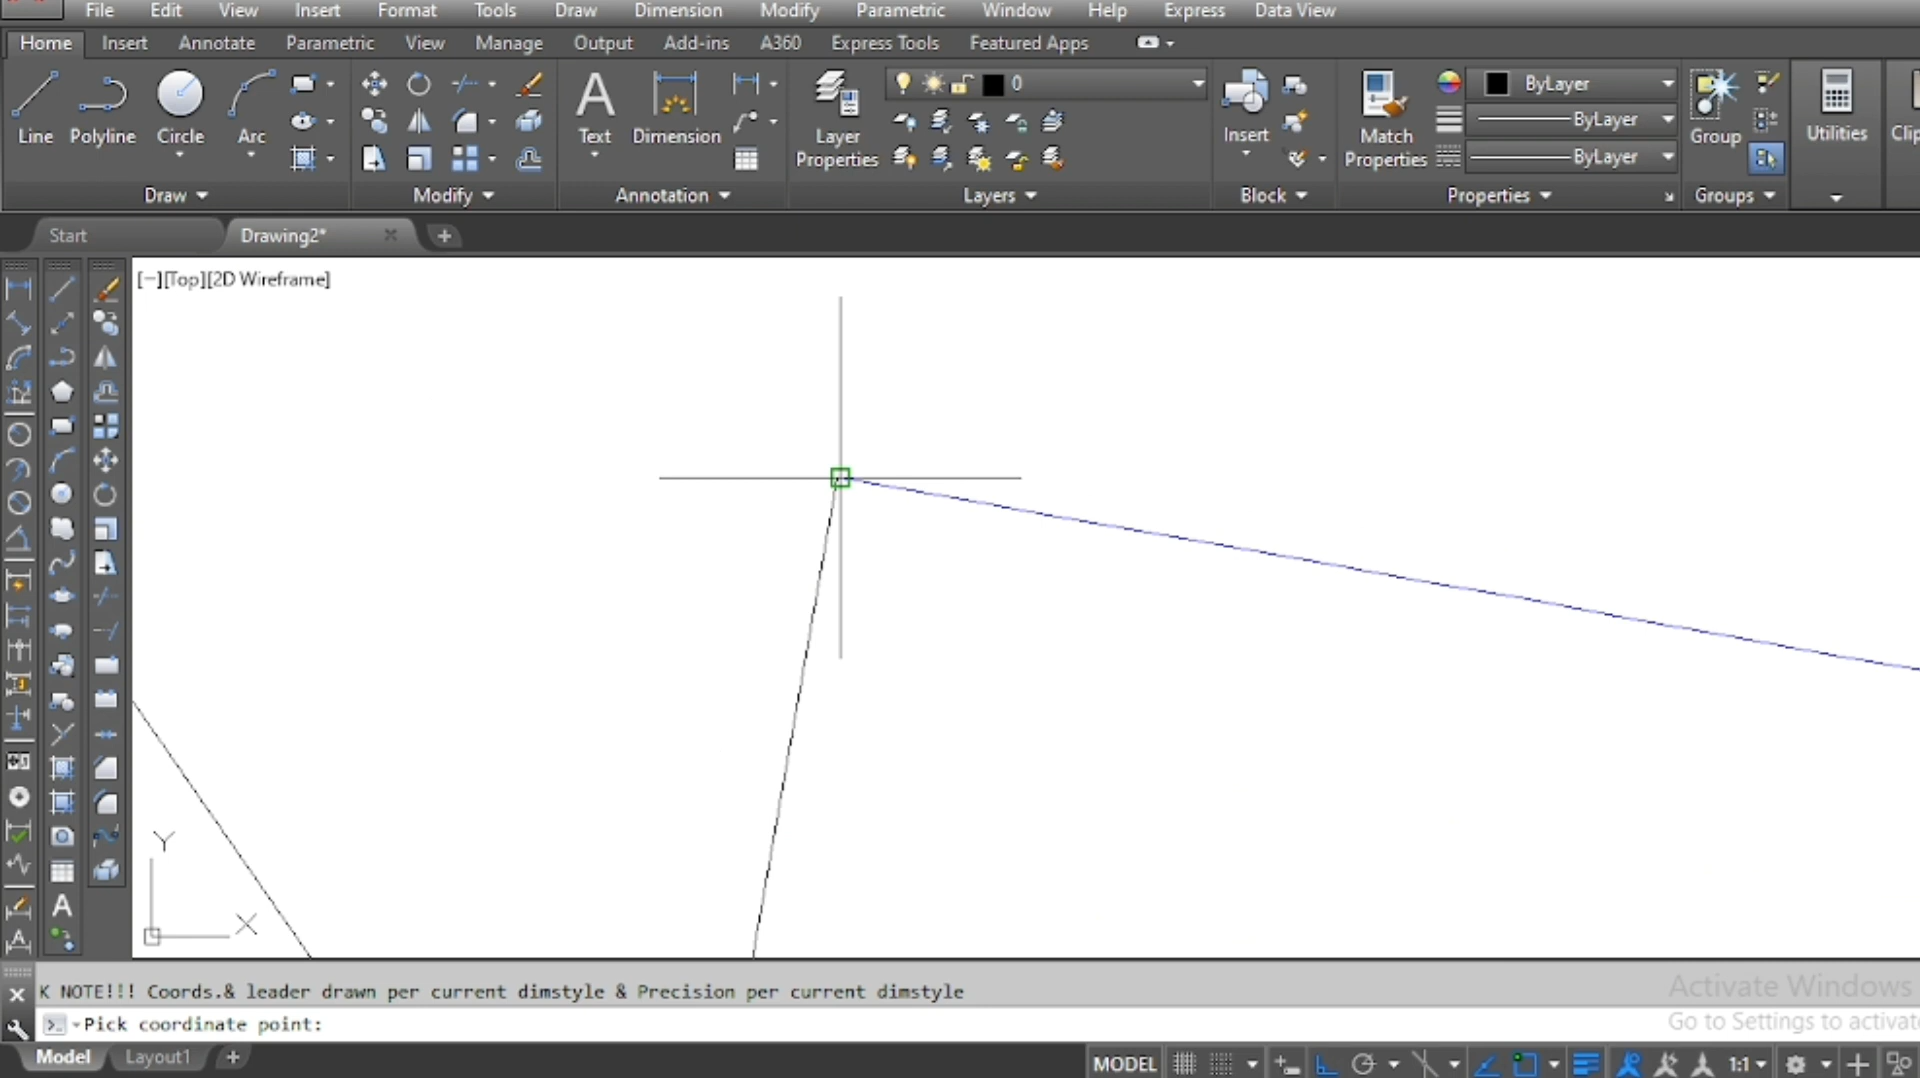 File Edit View Insert Format Tools Draw Dimension Modify Parametric Window Help Express Data View
Home Insert Annotate Parametric View Manage Output Add-ins A360 Express Tools Featured Apps
0 ByLayer
ByLayer
ByLayer
Line Polyline Circle Arc Text Dimension Layer Properties Insert Match Properties Group Utilities
Draw Modify Annotation Layers Block Properties Groups
Start Drawing2*
[−][Top][2D Wireframe]
Y
X
K NOTE!!! Coords.& leader drawn per current dimstyle & Precision per current dimstyle
Pick coordinate point:
Activate Windows
Go to Settings to activate
Model Layout1
MODEL 1:1